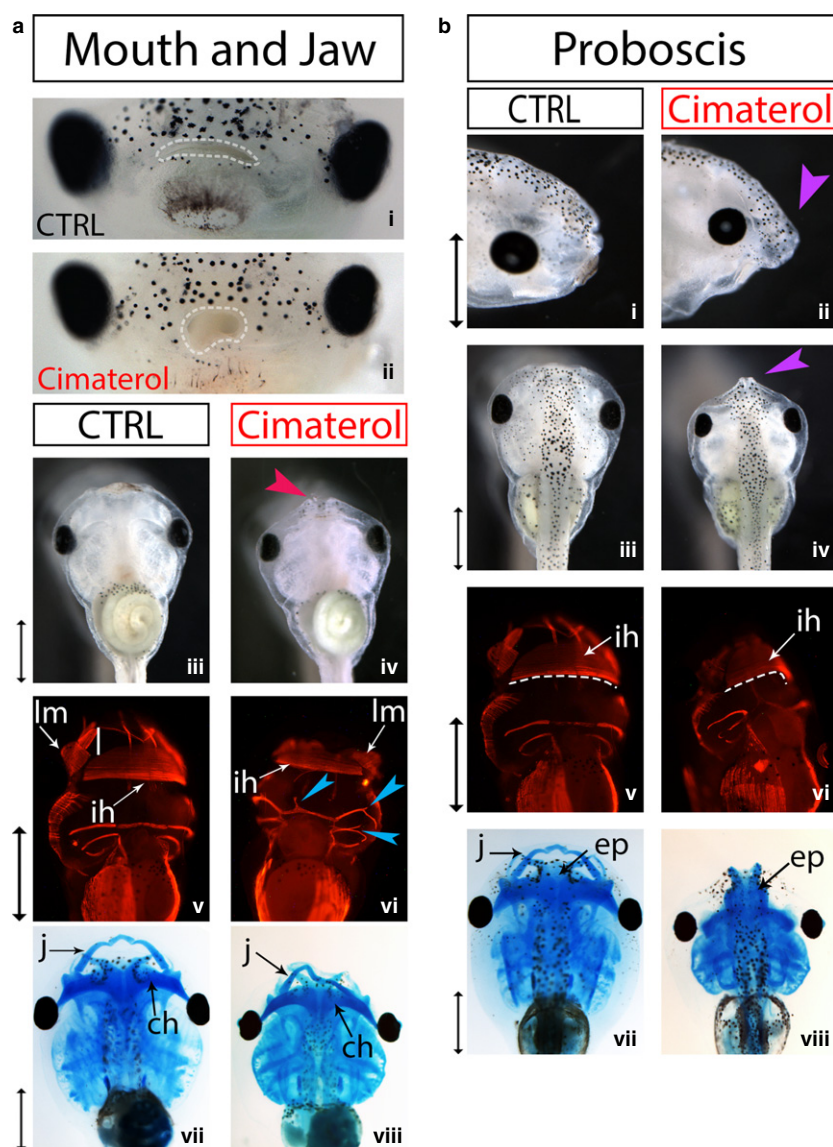 a
Mouth and Jaw
CTRL
i
Cimaterol
ii
CTRL
Cimaterol
iii
iv
lm
l
ih
v
lm
ih
vi
j
ch
vii
j
ch
viii
b
Proboscis
CTRL
Cimaterol
i
ii
iii
iv
ih
v
ih
vi
j
ep
vii
ep
viii